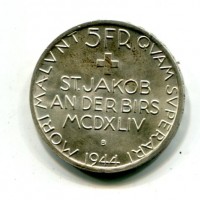 MORI MALVNT QVAM SVPERARI
5 FR.
ST. JAKOB
AN DER BIRS
MCDXLIV
B
1944